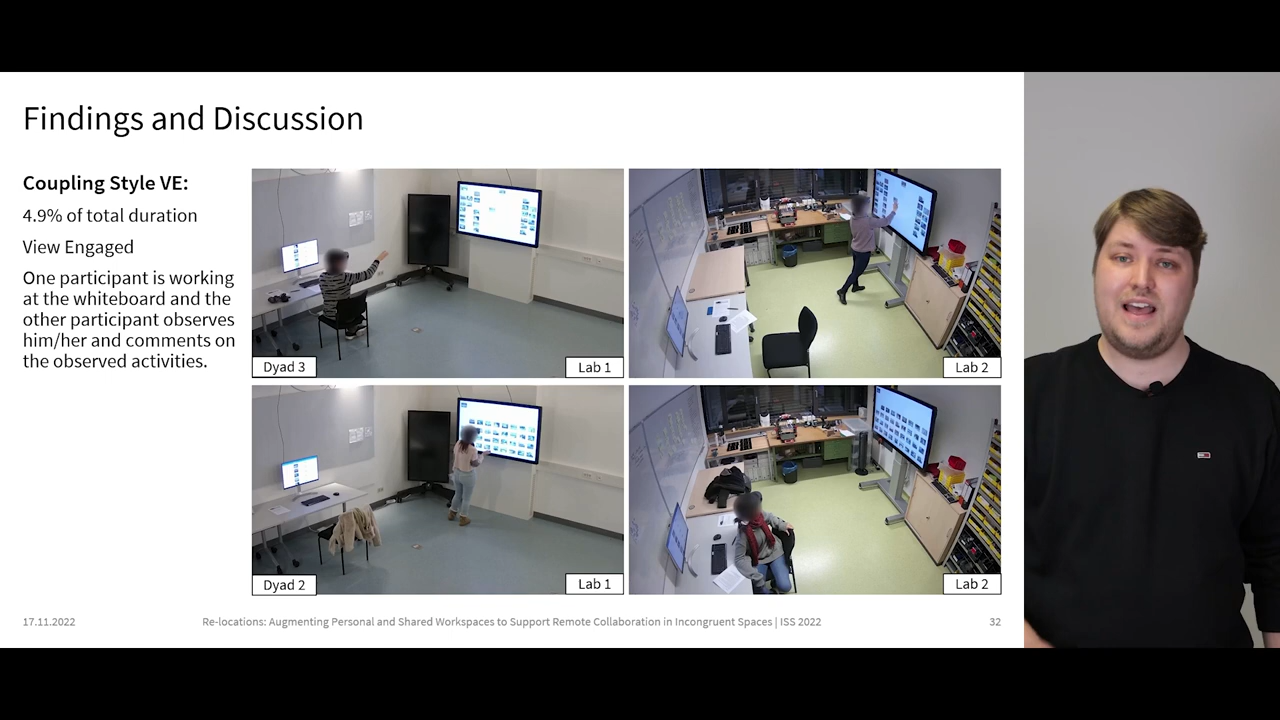 Findings and Discussion
Coupling Style VE:
4.9% of total duration
View Engaged
One participant is working
at the whiteboard and the
other participant observes
him/her and comments on
the observed activities.
Dyad 3
Lab 1
Lab 2
Dyad 2
Lab 1
Lab 2
17.11.2022
Re-locations: Augmenting Personal and Shared Workspaces to Support Remote Collaboration in Incongruent Spaces | ISS 2022
32